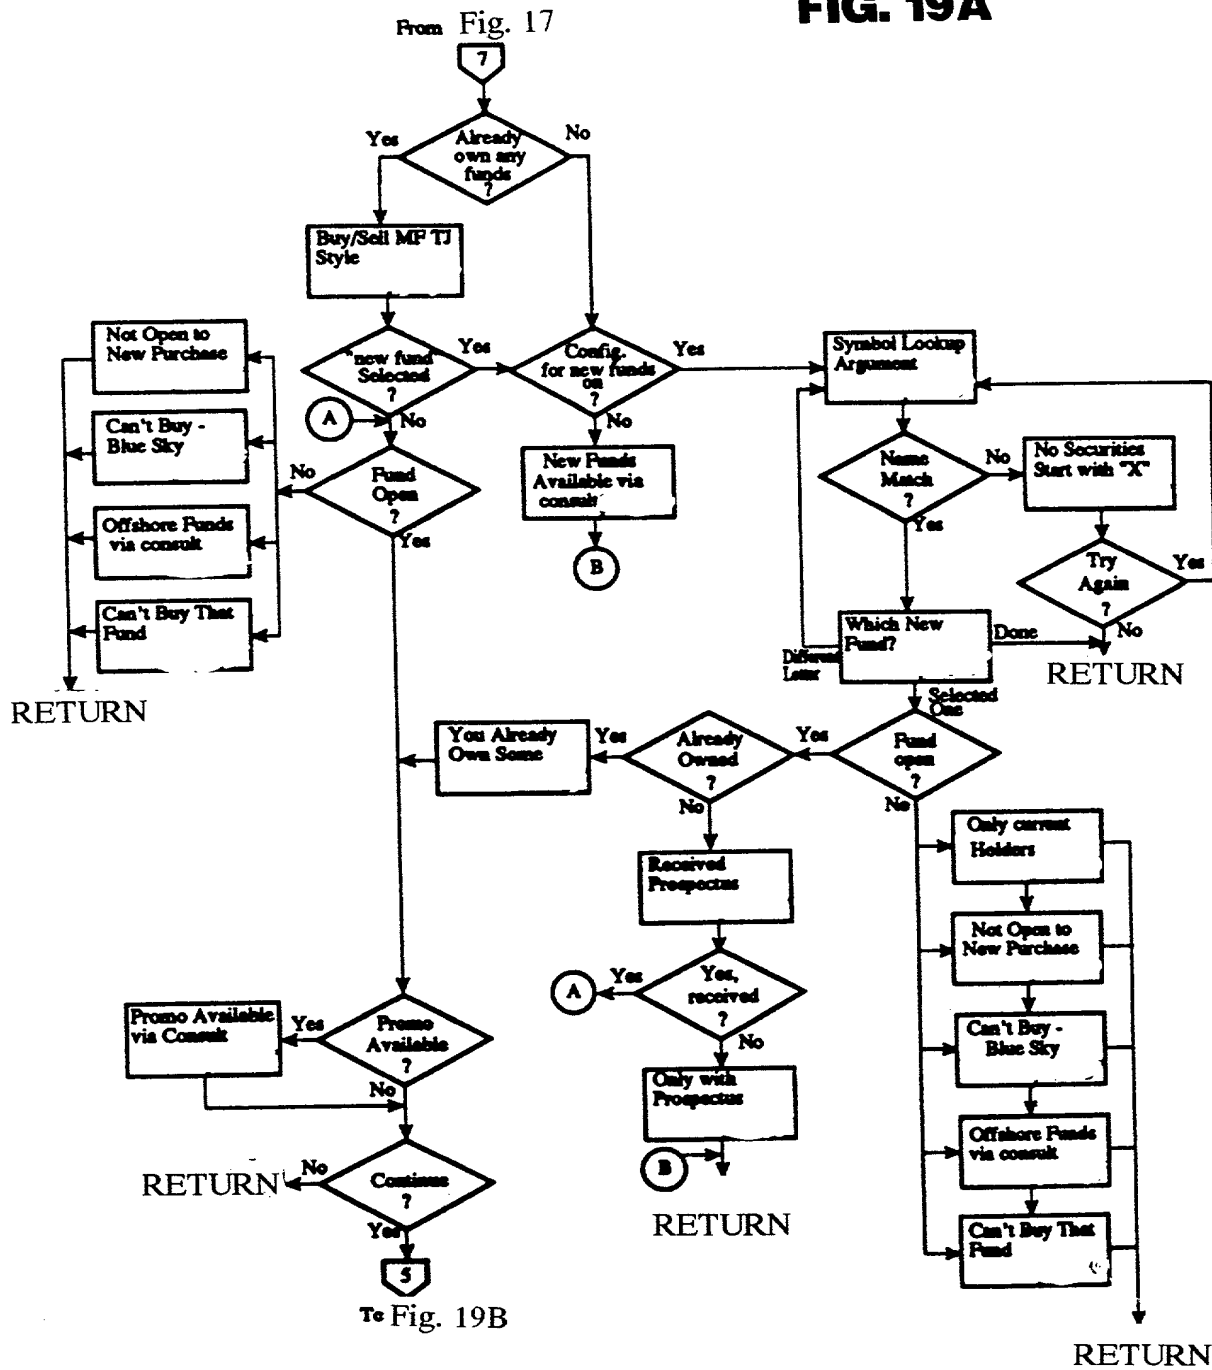 FIG. 19A
From Fig. 17
7
Already
own any
funds
?
Yes
No
Buy/Sell MF TJ
Style
"new fund"
Selected
?
Yes
No
A
Config.
for new funds
on
?
Yes
No
Symbol Lookup
Argument
Not Open to
New Purchase
Can't Buy -
Blue Sky
Offshore Funds
via consult
Can't Buy That
Fund
RETURN
Fund
Open
?
No
Yes
New Funds
Available via
consult
B
Name
Match
?
No
Yes
No Securities
Start with "X"
Try
Again
?
Yes
No
RETURN
Which New
Fund?
Done
Different
Letter
Selected
One
Fund
open
?
Yes
No
Already
Owned
?
Yes
No
You Already
Own Some
Received
Prospectus
Yes,
received
?
Yes
No
A
Only with
Prospectus
B
RETURN
Only current
Holders
Not Open to
New Purchase
Can't Buy -
Blue Sky
Offshore Funds
via consult
Can't Buy That
Fund
RETURN
Promo Available
via Consult
Promo
Available
?
Yes
No
Continue
?
No
Yes
RETURN
5
To Fig. 19B